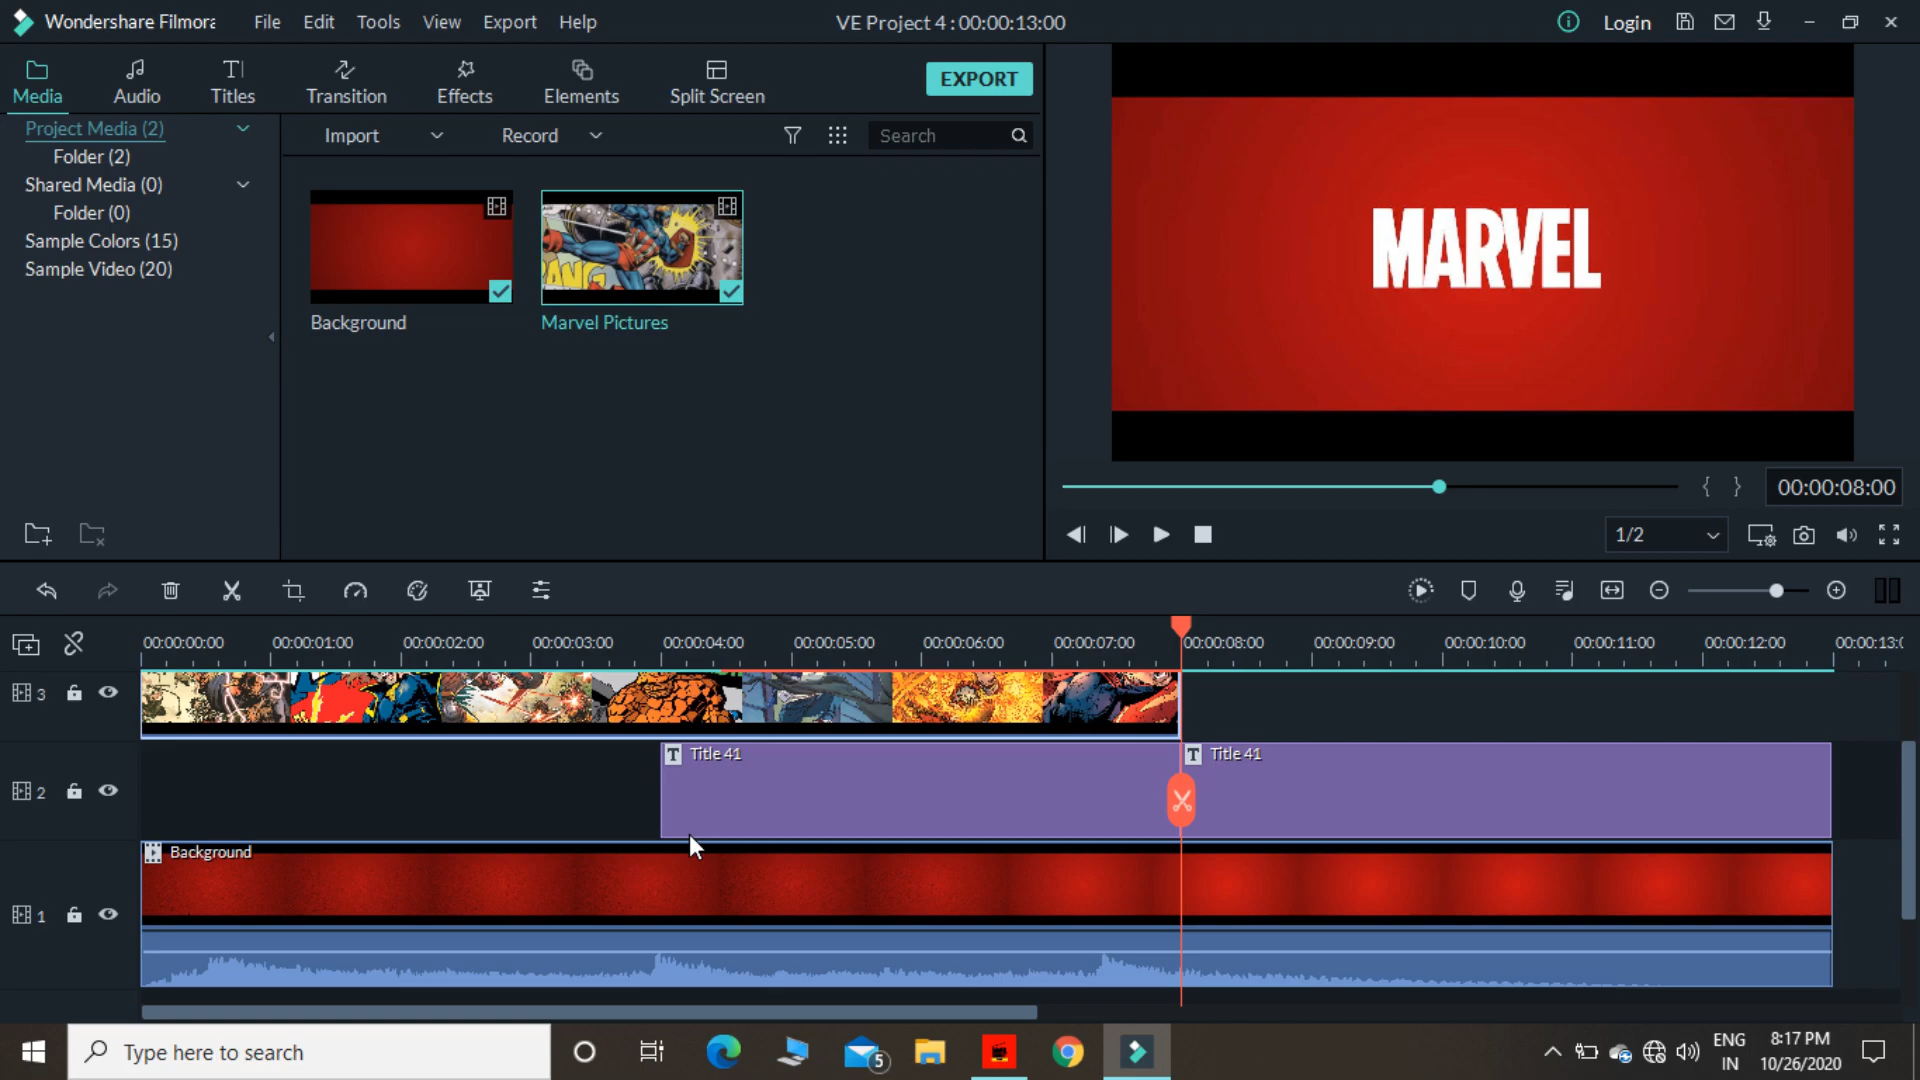 Wondershare Filmora File Edit Tools View Export Help VE Project 4 : 00:00:13:00 Login
Media Audio Titles Transition Effects Elements Split Screen EXPORT
Project Media (2)
Folder (2)
Shared Media (0)
Folder (0)
Sample Colors (15)
Sample Video (20)
Import Record Search
BANG
Background Marvel Pictures
MARVEL
00:00:08:00
1/2
00:00:00:00 00:00:01:00 00:00:02:00 00:00:03:00 00:00:04:00 00:00:05:00 00:00:06:00 00:00:07:00 00:00:08:00 00:00:09:00 00:00:10:00 00:00:11:00 00:00:12:00 00:00:13:0
3
T Title 41 T Title 41
2
Background
1
Type here to search
5
ENG
IN
8:17 PM
10/26/2020